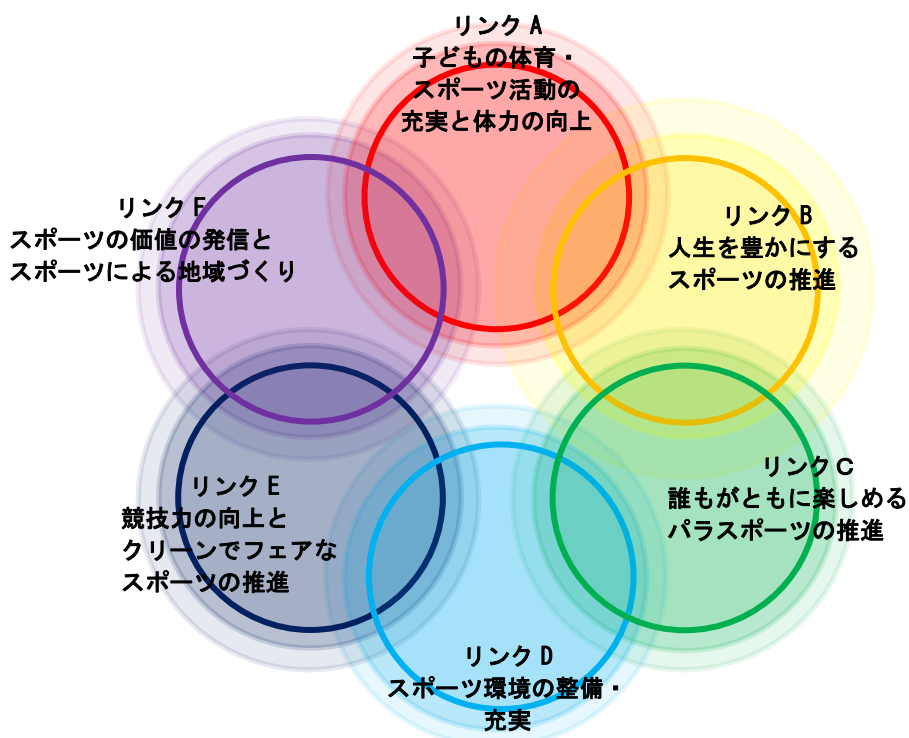 リンク A
子どもの体育・
スポーツ活動の
充実と体力の向上
リンク B
人生を豊かにする
スポーツの推進
リンク C
誰もがともに楽しめる
パラスポーツの推進
リンク D
スポーツ環境の整備・
充実
リンク E
競技力の向上と
クリーンでフェアな
スポーツの推進
リンク F
スポーツの価値の発信と
スポーツによる地域づくり